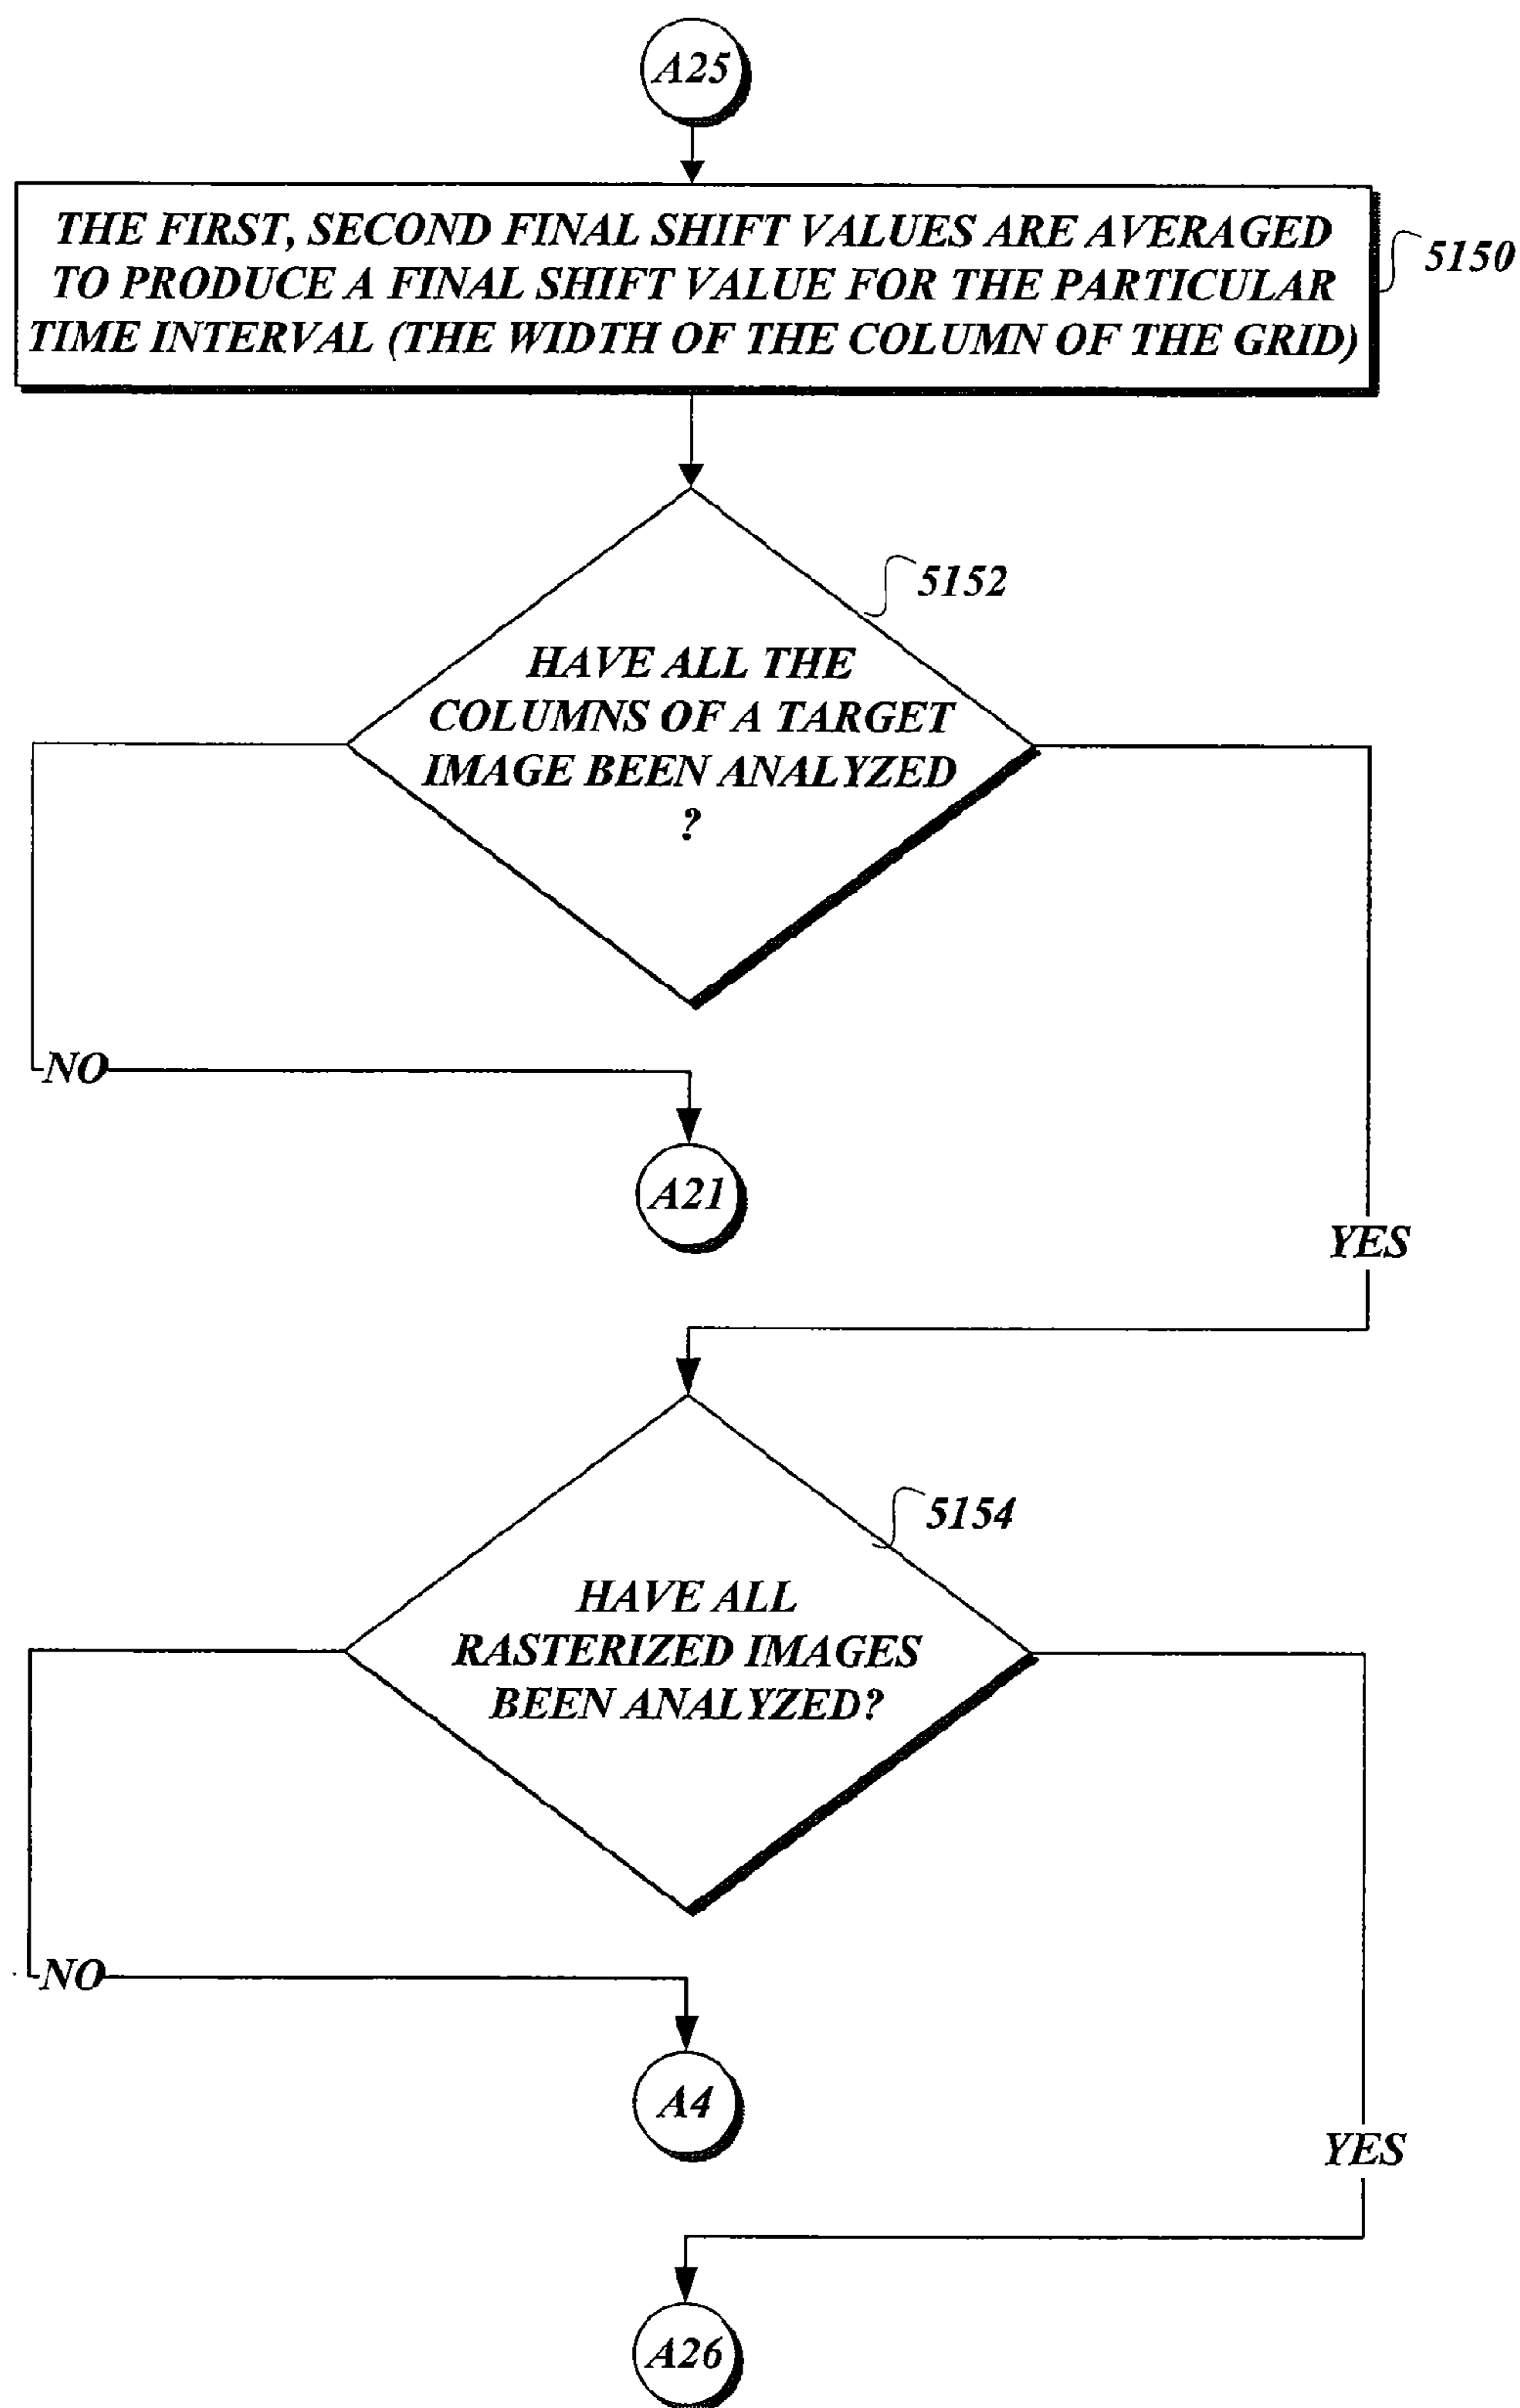 A25
THE FIRST, SECOND FINAL SHIFT VALUES ARE AVERAGED
TO PRODUCE A FINAL SHIFT VALUE FOR THE PARTICULAR
TIME INTERVAL (THE WIDTH OF THE COLUMN OF THE GRID)
5150
5152
HAVE ALL THE
COLUMNS OF A TARGET
IMAGE BEEN ANALYZED
?
NO
A21
YES
5154
HAVE ALL
RASTERIZED IMAGES
BEEN ANALYZED?
NO
A4
YES
A26